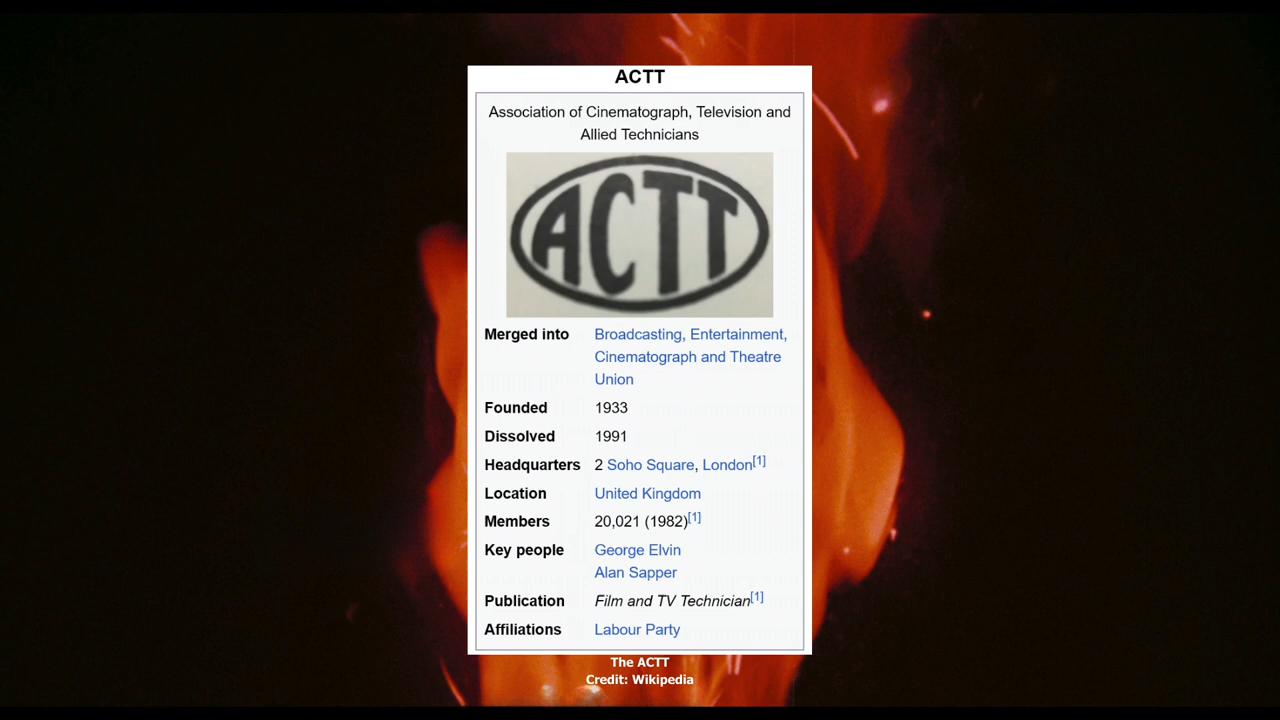 ACTT
Association of Cinematograph, Television and
Allied Technicians
ACTT
Merged into Broadcasting, Entertainment,
Cinematograph and Theatre
Union
Founded 1933
Dissolved 1991
Headquarters 2 Soho Square, London[1]
Location United Kingdom
Members 20,021 (1982)[1]
Key people George Elvin
Alan Sapper
Publication Film and TV Technician[1]
Affiliations Labour Party
The ACTT
Credit: Wikipedia